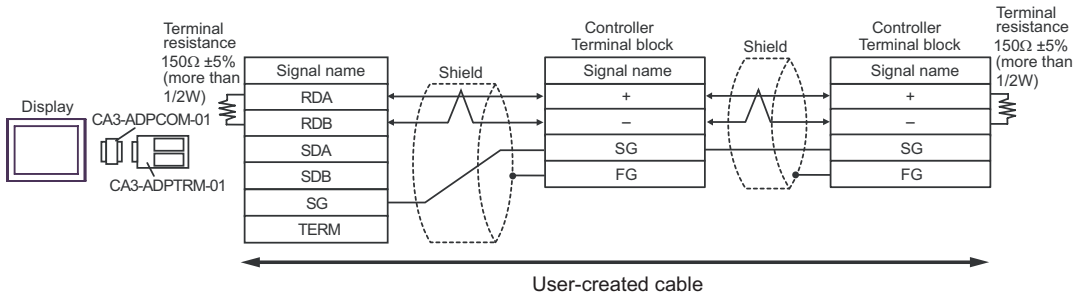 Display
CA3-ADPCOM-01
CA3-ADPTRM-01
Terminal
resistance
150Ω ±5%
(more than
1/2W)
Signal name
RDA
RDB
SDA
SDB
SG
TERM
Shield
Controller
Terminal block
Signal name
+
–
SG
FG
Shield
Controller
Terminal block
Signal name
+
–
SG
FG
Terminal
resistance
150Ω ±5%
(more than
1/2W)
User-created cable